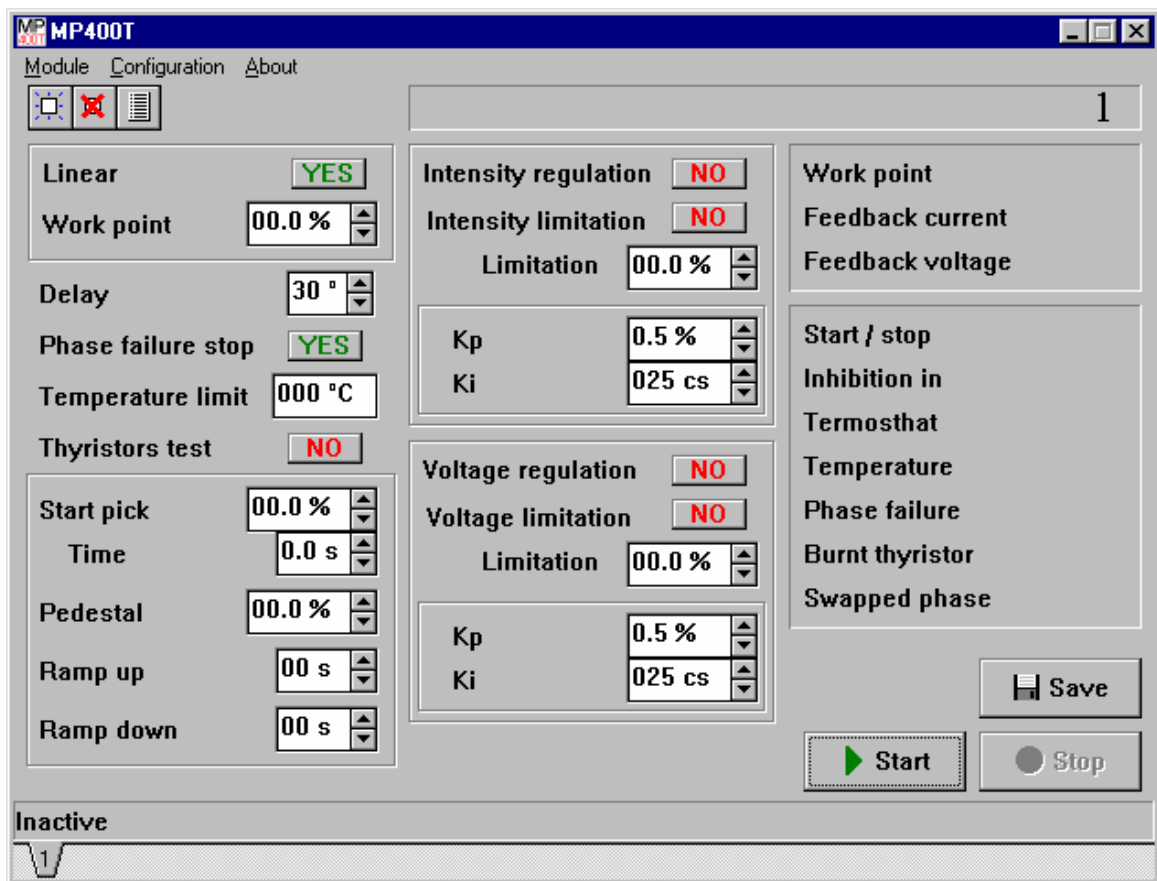 MP400T
Module Configuration About
1
Linear YES
Work point 00.0 %
Delay 30 º
Phase failure stop YES
Temperature limit 000 ºC
Thyristors test NO
Start pick 00.0 %
Time 0.0 s
Pedestal 00.0 %
Ramp up 00 s
Ramp down 00 s
Intensity regulation NO
Intensity limitation NO
Limitation 00.0 %
Kp 0.5 %
Ki 025 cs
Voltage regulation NO
Voltage limitation NO
Limitation 00.0 %
Kp 0.5 %
Ki 025 cs
Work point
Feedback current
Feedback voltage
Start / stop
Inhibition in
Termosthat
Temperature
Phase failure
Burnt thyristor
Swapped phase
Save
Start Stop
Inactive
1